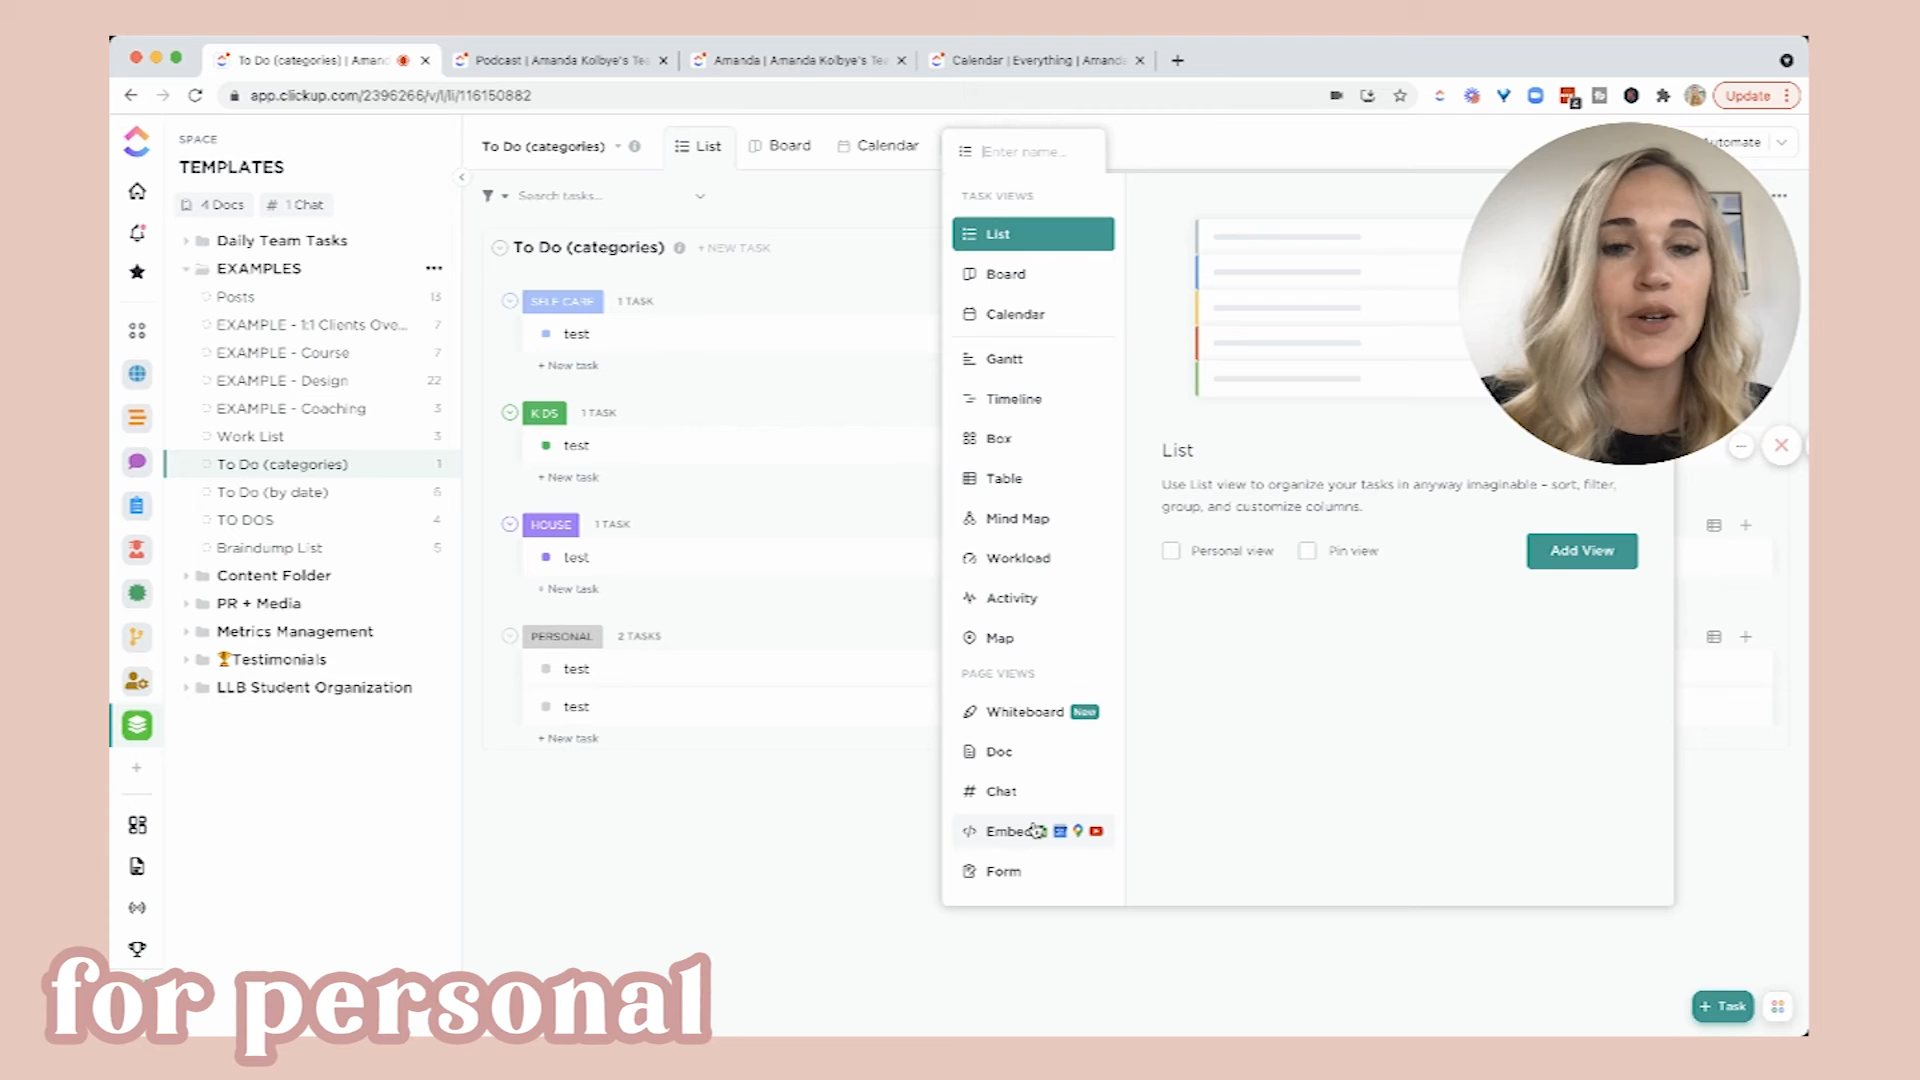 To Do (categories) | Aman
Podcast | Amanda Kolbye's Te
Amanda | Amanda Kolbye's Te
Calendar | Everything | Amand
app.clickup.com/2396266/v/l/li/116150882
Update
SPACE
TEMPLATES
4 Docs
# 1 Chat
Daily Team Tasks
EXAMPLES
Posts 13
EXAMPLE - 1:1 Clients Ove... 7
EXAMPLE - Course 7
EXAMPLE - Design 22
EXAMPLE - Coaching 3
Work List 3
To Do (categories) 1
To Do (by date) 6
TO DOS 4
Braindump List 5
Content Folder
PR + Media
Metrics Management
🏆Testimonials
LLB Student Organization
To Do (categories)
List
Board
Calendar
Automate
Search tasks...
To Do (categories) + NEW TASK
SELF CARE 1 TASK
test
+ New task
KIDS 1 TASK
test
+ New task
HOUSE 1 TASK
test
+ New task
PERSONAL 2 TASKS
test
test
+ New task
Enter name...
TASK VIEWS
List
Board
Calendar
Gantt
Timeline
Box
Table
Mind Map
Workload
Activity
Map
PAGE VIEWS
Whiteboard New
Doc
Chat
Embed
Form
List
Use List view to organize your tasks in anyway imaginable – sort, filter,
group, and customize columns.
Personal view
Pin view
Add View
+ Task
for personal